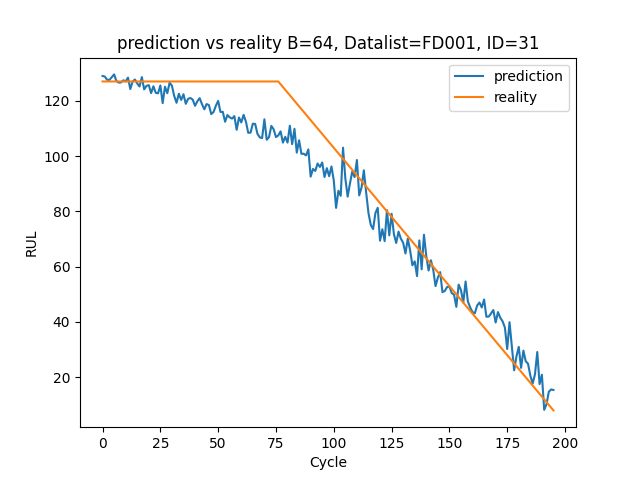 prediction vs reality B=64, Datalist=FD001, ID=31
prediction
reality
RUL
120
100
80
60
40
20
0 25 50 75 100 125 150 175 200
Cycle